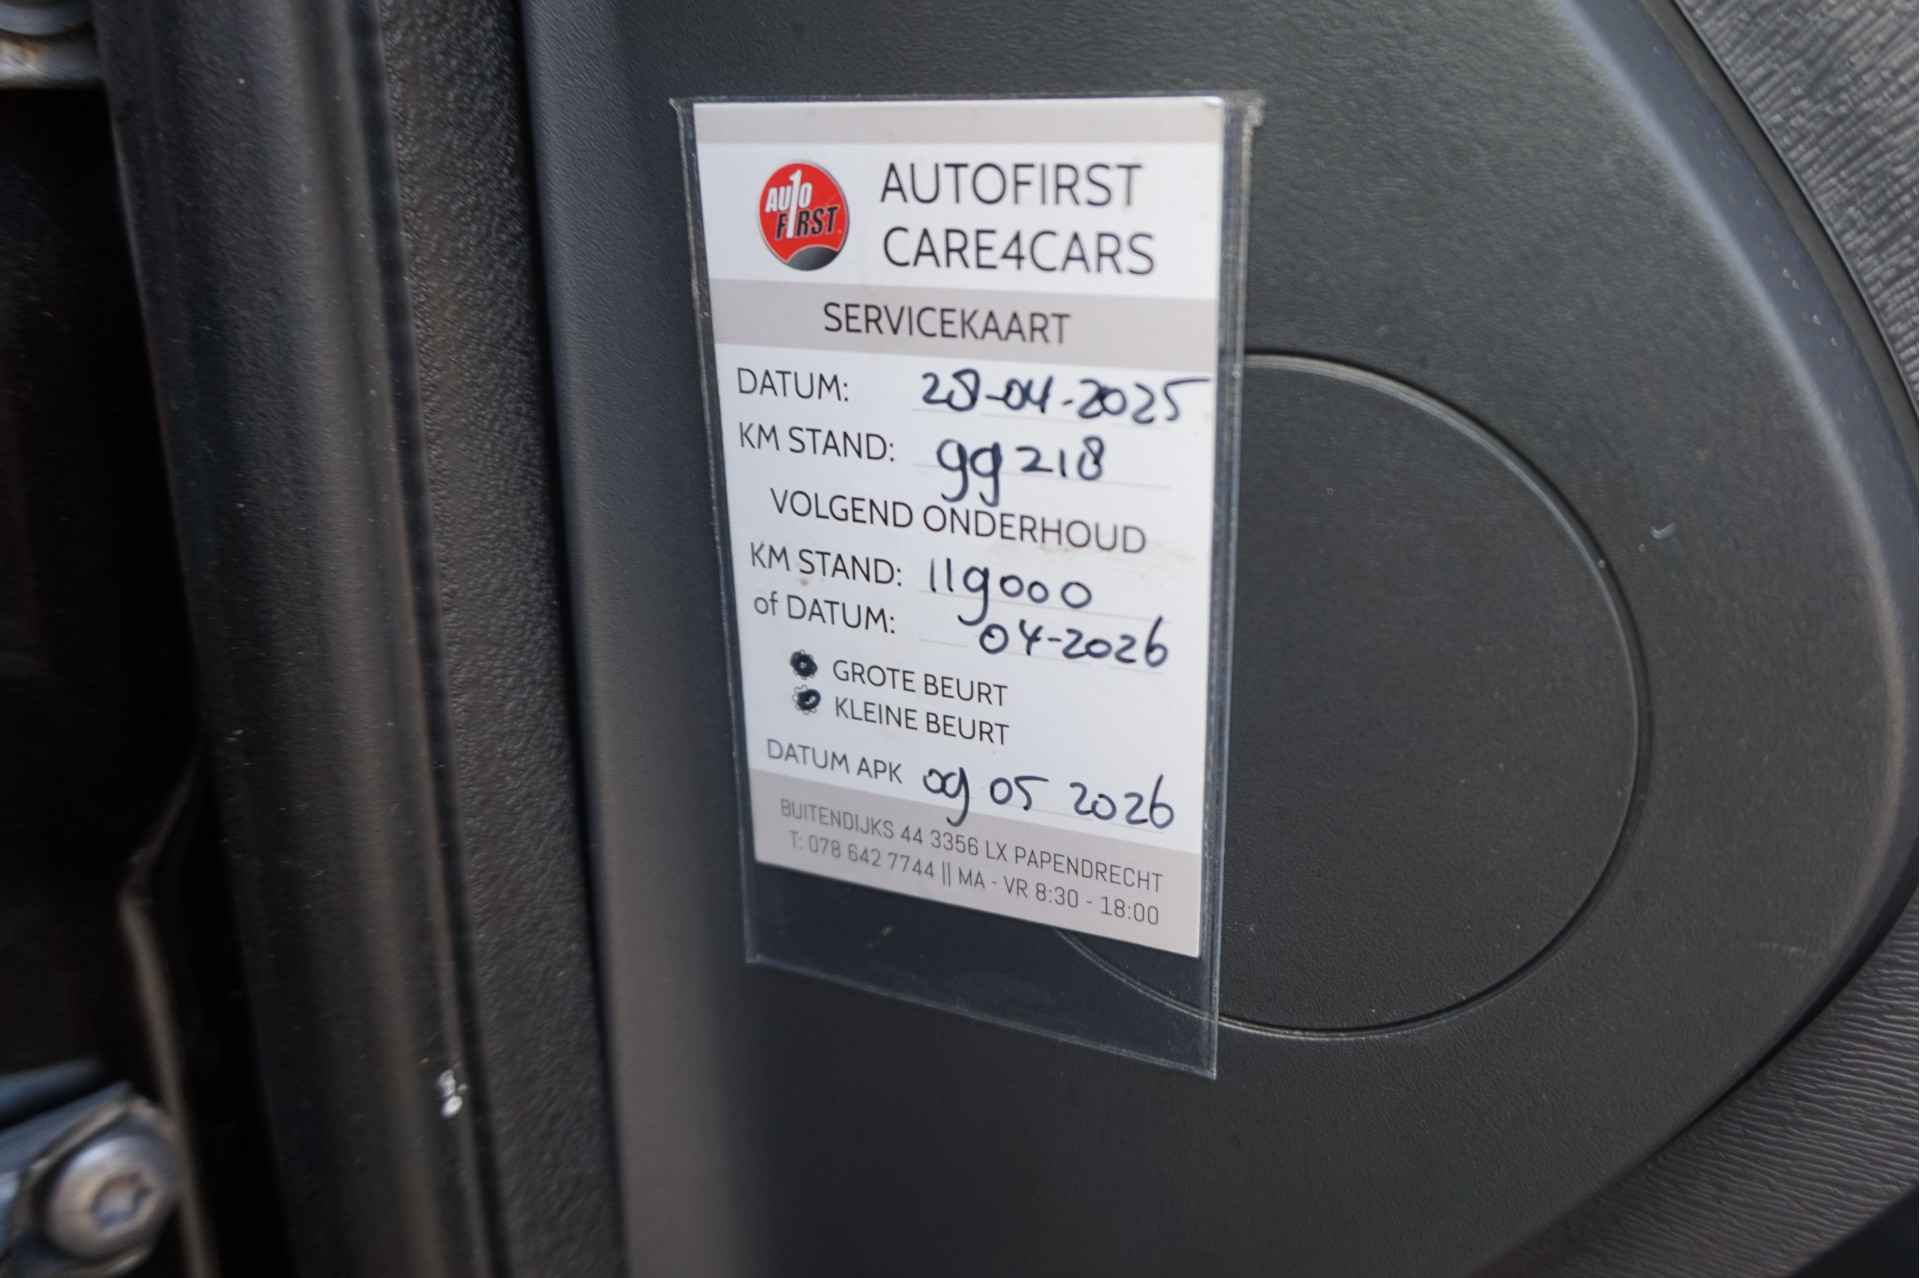 AUTO
FIRST
AUTOFIRST
CARE4CARS
SERVICEKAART
DATUM: 28-04-2025
KM STAND: 99218
VOLGEND ONDERHOUD
KM STAND: 119000
of DATUM: 04-2026
GROTE BEURT
KLEINE BEURT
DATUM APK 09 05 2026
BUITENDIJKS 44 3356 LX PAPENDRECHT
T: 078 642 7744 || MA - VR 8:30 - 18:00